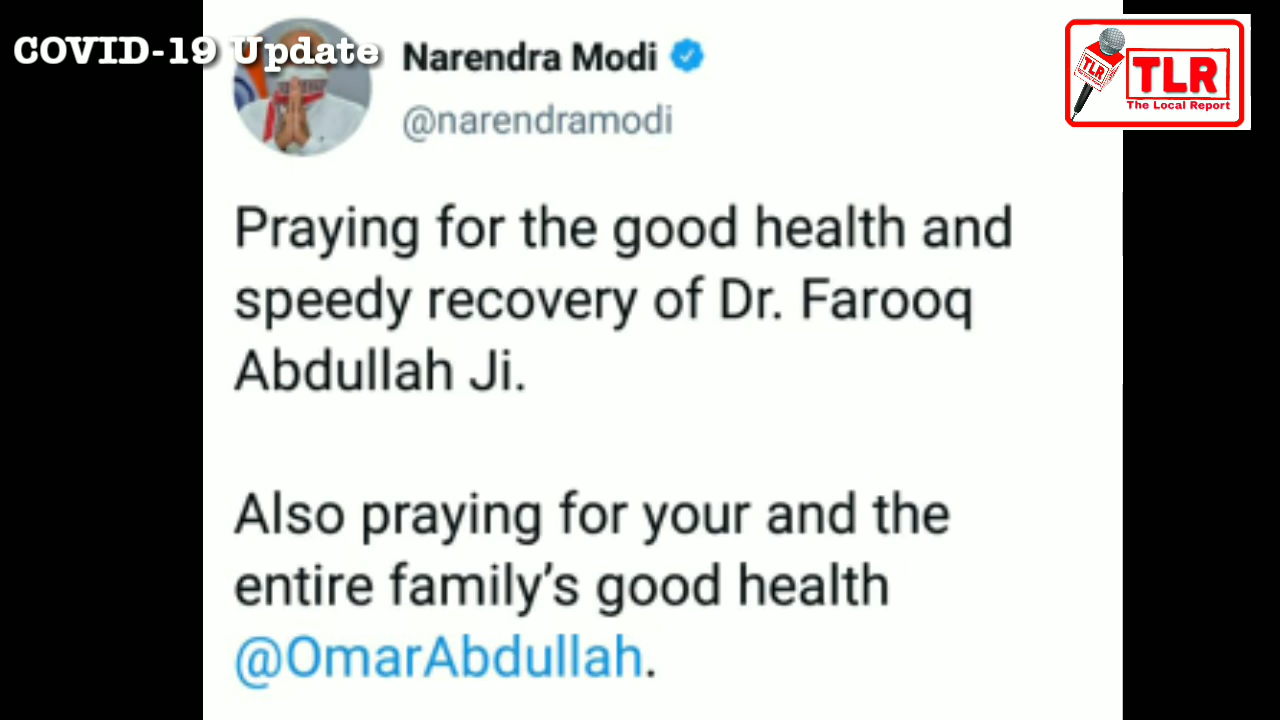 COVID-19 Update
Narendra Modi
@narendramodi
TLR
TLR
The Local Report
Praying for the good health and
speedy recovery of Dr. Farooq
Abdullah Ji.
Also praying for your and the
entire family's good health
@OmarAbdullah.